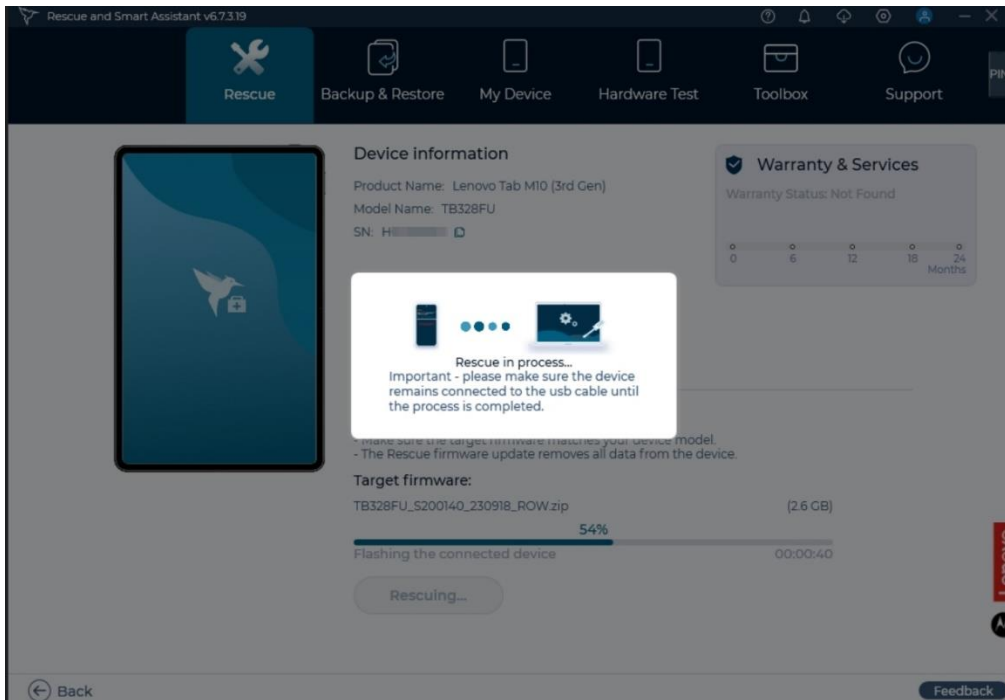 Rescue and Smart Assistant v6.7.3.19
Rescue
Backup & Restore
My Device
Hardware Test
Toolbox
Support
PIN
Device information
Product Name: Lenovo Tab M10 (3rd Gen)
Model Name: TB328FU
SN: H
Warranty & Services
Warranty Status: Not Found
0 6 12 18 24
Months
Rescue in process...
Important - please make sure the device
remains connected to the usb cable until
the process is completed.
- Make sure the target firmware matches your device model.
- The Rescue firmware update removes all data from the device.
Target firmware:
TB328FU_S200140_230918_ROW.zip (2.6 GB)
54%
Flashing the connected device 00:00:40
Rescuing...
Back
Feedback